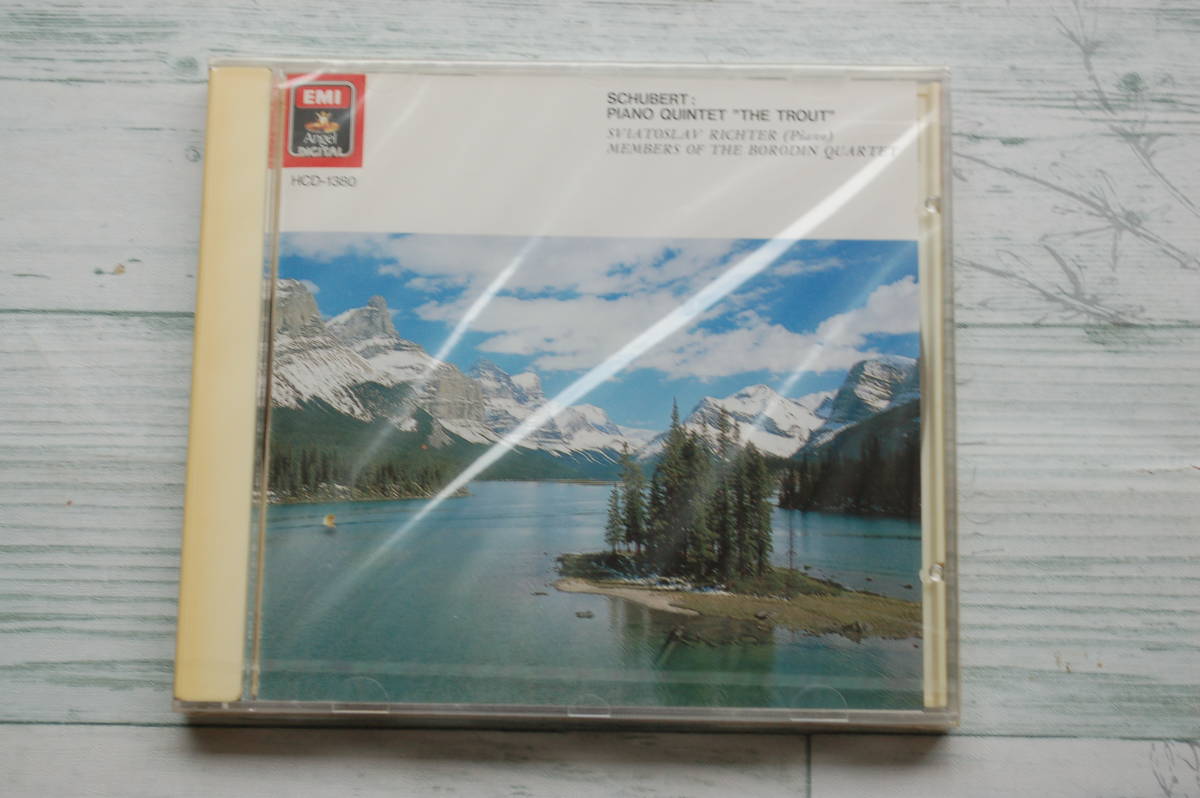 EMI
Angel
DIGITAL
HCD-1380
SCHUBERT:
PIANO QUINTET "THE TROUT"
SVIATOSLAV RICHTER (Piano)
MEMBERS OF THE BORODIN QUARTET